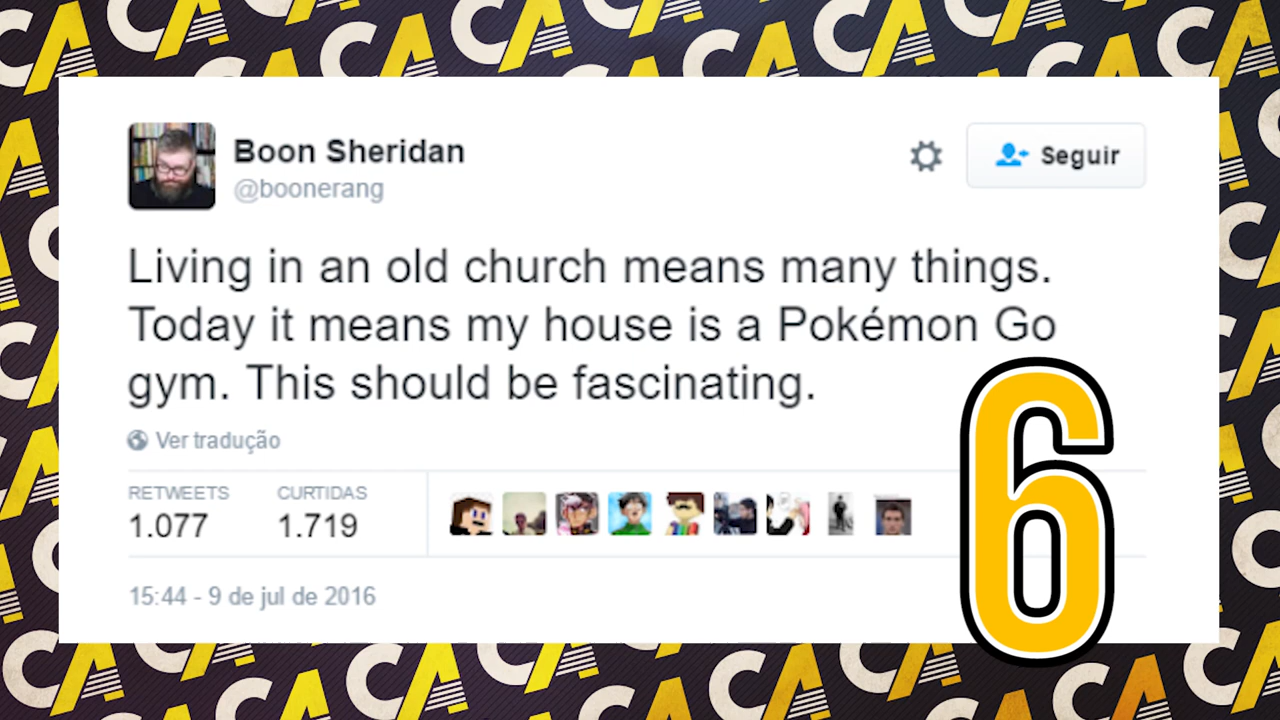 Boon Sheridan
@boonerang
Seguir
Living in an old church means many things.
Today it means my house is a Pokémon Go
gym. This should be fascinating.
Ver tradução
RETWEETS CURTIDAS
1.077 1.719
15:44 - 9 de jul de 2016
6